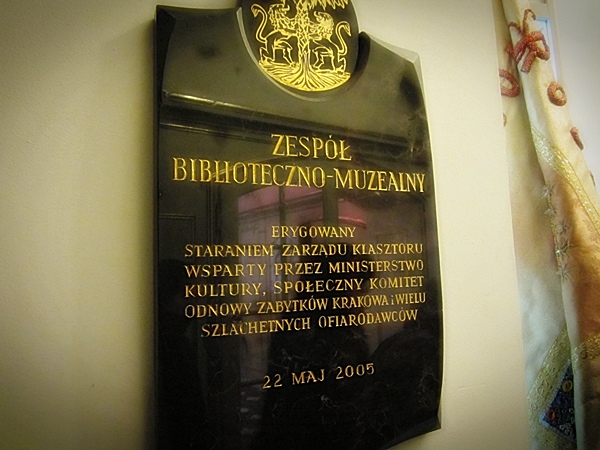 ZESPÓŁ
BIBLIOTECZNO-MUZEALNY
ERYGOWANY
STARANIEM ZARZĄDU KLASZTORU
WSPARTY PRZEZ MINISTERSTWO
KULTURY, SPOŁECZNY KOMITET
ODNOWY ZABYTKÓW KRAKOWA i WIELU
SZLACHETNYCH OFIARODAWCÓW
22 MAJ 2005